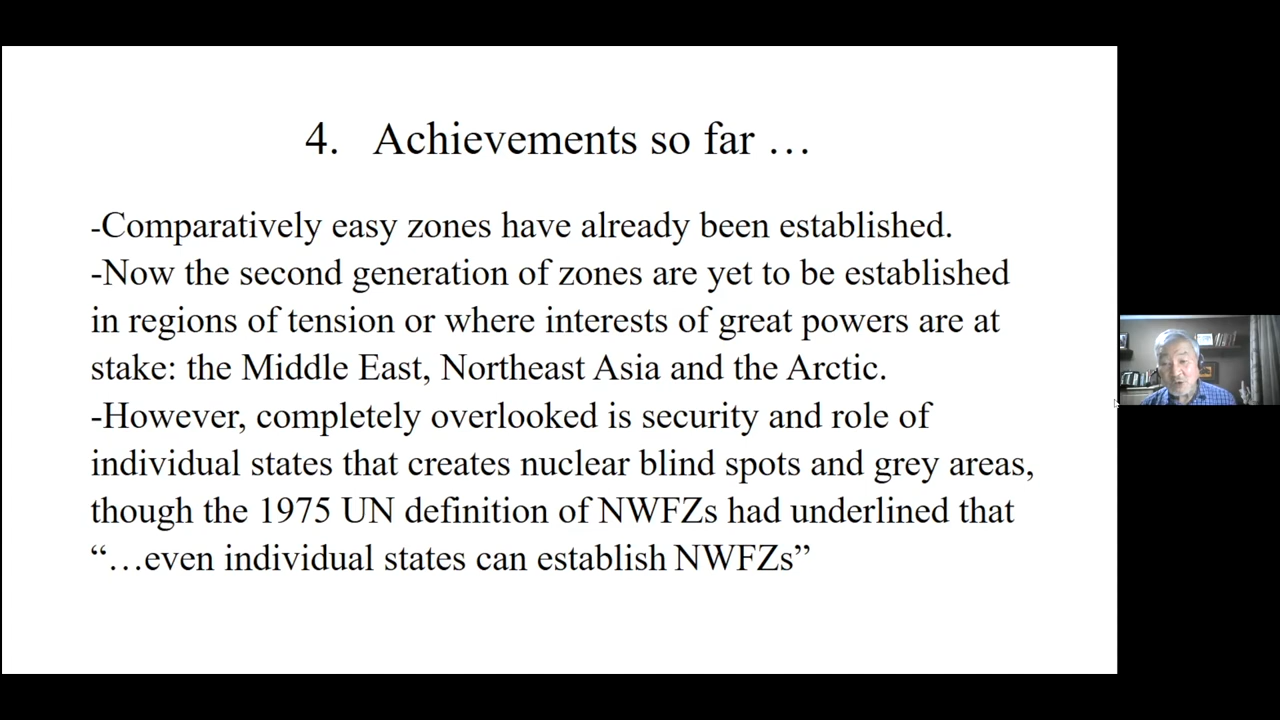 4. Achievements so far …
-Comparatively easy zones have already been established.
-Now the second generation of zones are yet to be established
in regions of tension or where interests of great powers are at
stake: the Middle East, Northeast Asia and the Arctic.
-However, completely overlooked is security and role of
individual states that creates nuclear blind spots and grey areas,
though the 1975 UN definition of NWFZs had underlined that
“…even individual states can establish NWFZs”